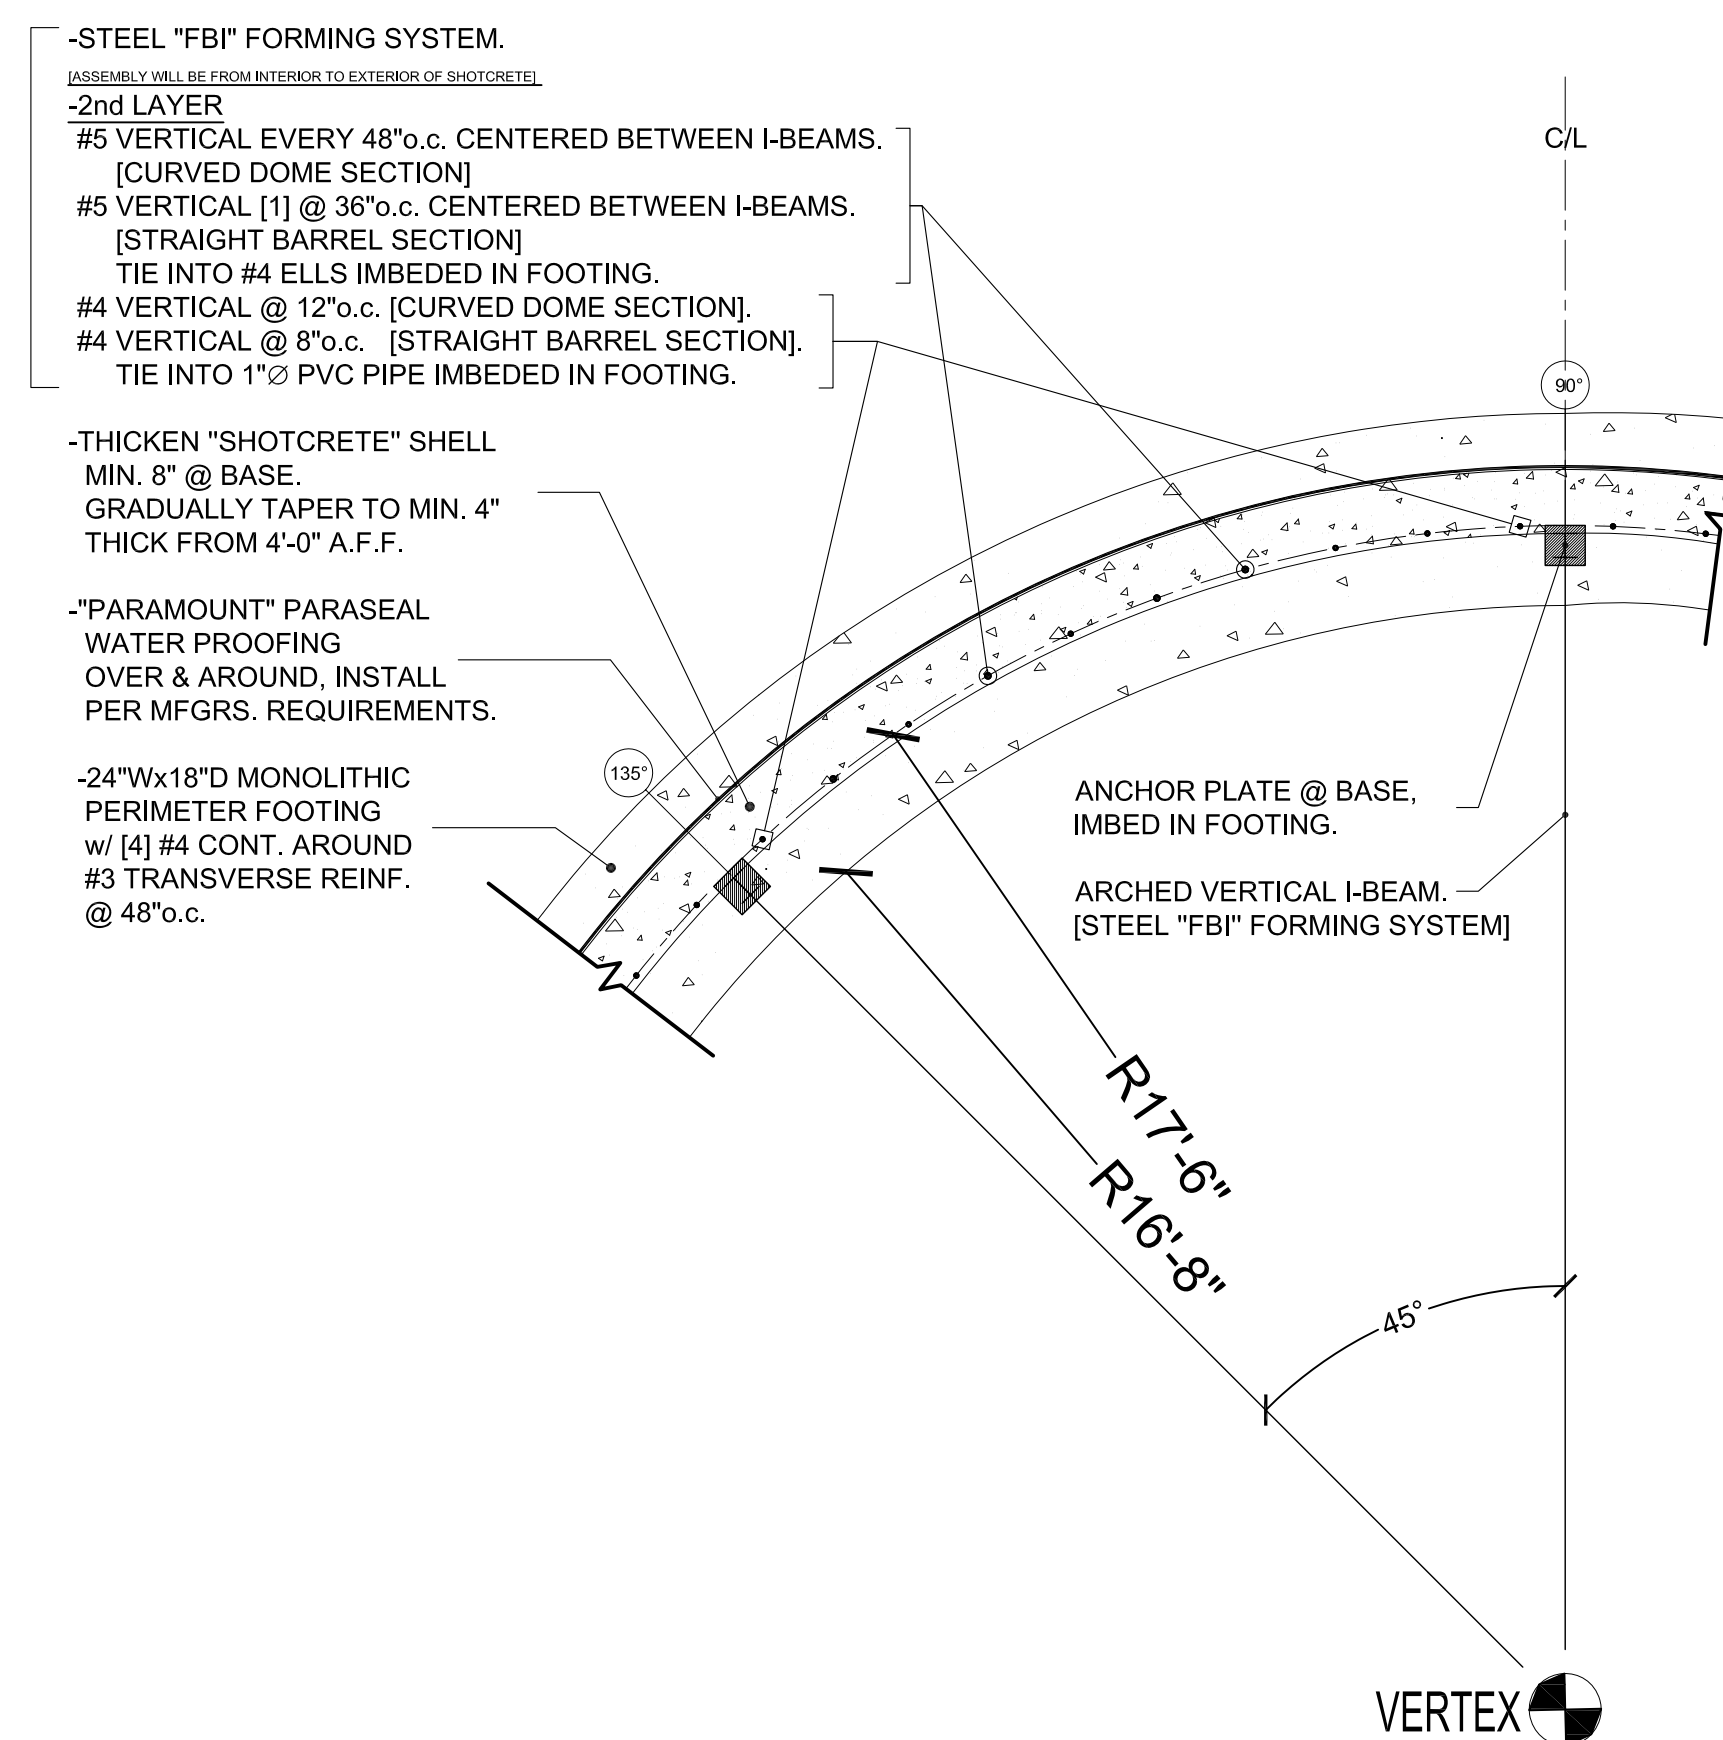 -STEEL "FBI" FORMING SYSTEM.
[ASSEMBLY WILL BE FROM INTERIOR TO EXTERIOR OF SHOTCRETE]
-2nd LAYER
#5 VERTICAL EVERY 48"o.c. CENTERED BETWEEN I-BEAMS.
[CURVED DOME SECTION]
#5 VERTICAL [1] @ 36"o.c. CENTERED BETWEEN I-BEAMS.
[STRAIGHT BARREL SECTION]
TIE INTO #4 ELLS IMBEDED IN FOOTING.
#4 VERTICAL @ 12"o.c. [CURVED DOME SECTION].
#4 VERTICAL @ 8"o.c. [STRAIGHT BARREL SECTION].
TIE INTO 1"Ø PVC PIPE IMBEDED IN FOOTING.
-THICKEN "SHOTCRETE" SHELL
MIN. 8" @ BASE.
GRADUALLY TAPER TO MIN. 4"
THICK FROM 4'-0" A.F.F.
-"PARAMOUNT" PARASEAL
WATER PROOFING
OVER & AROUND, INSTALL
PER MFGRS. REQUIREMENTS.
-24"Wx18"D MONOLITHIC
PERIMETER FOOTING
w/ [4] #4 CONT. AROUND
#3 TRANSVERSE REINF.
@ 48"o.c.
C/L
90°
135°
ANCHOR PLATE @ BASE,
IMBED IN FOOTING.
ARCHED VERTICAL I-BEAM.
[STEEL "FBI" FORMING SYSTEM]
R17'-6"
R16'-8"
45°
VERTEX